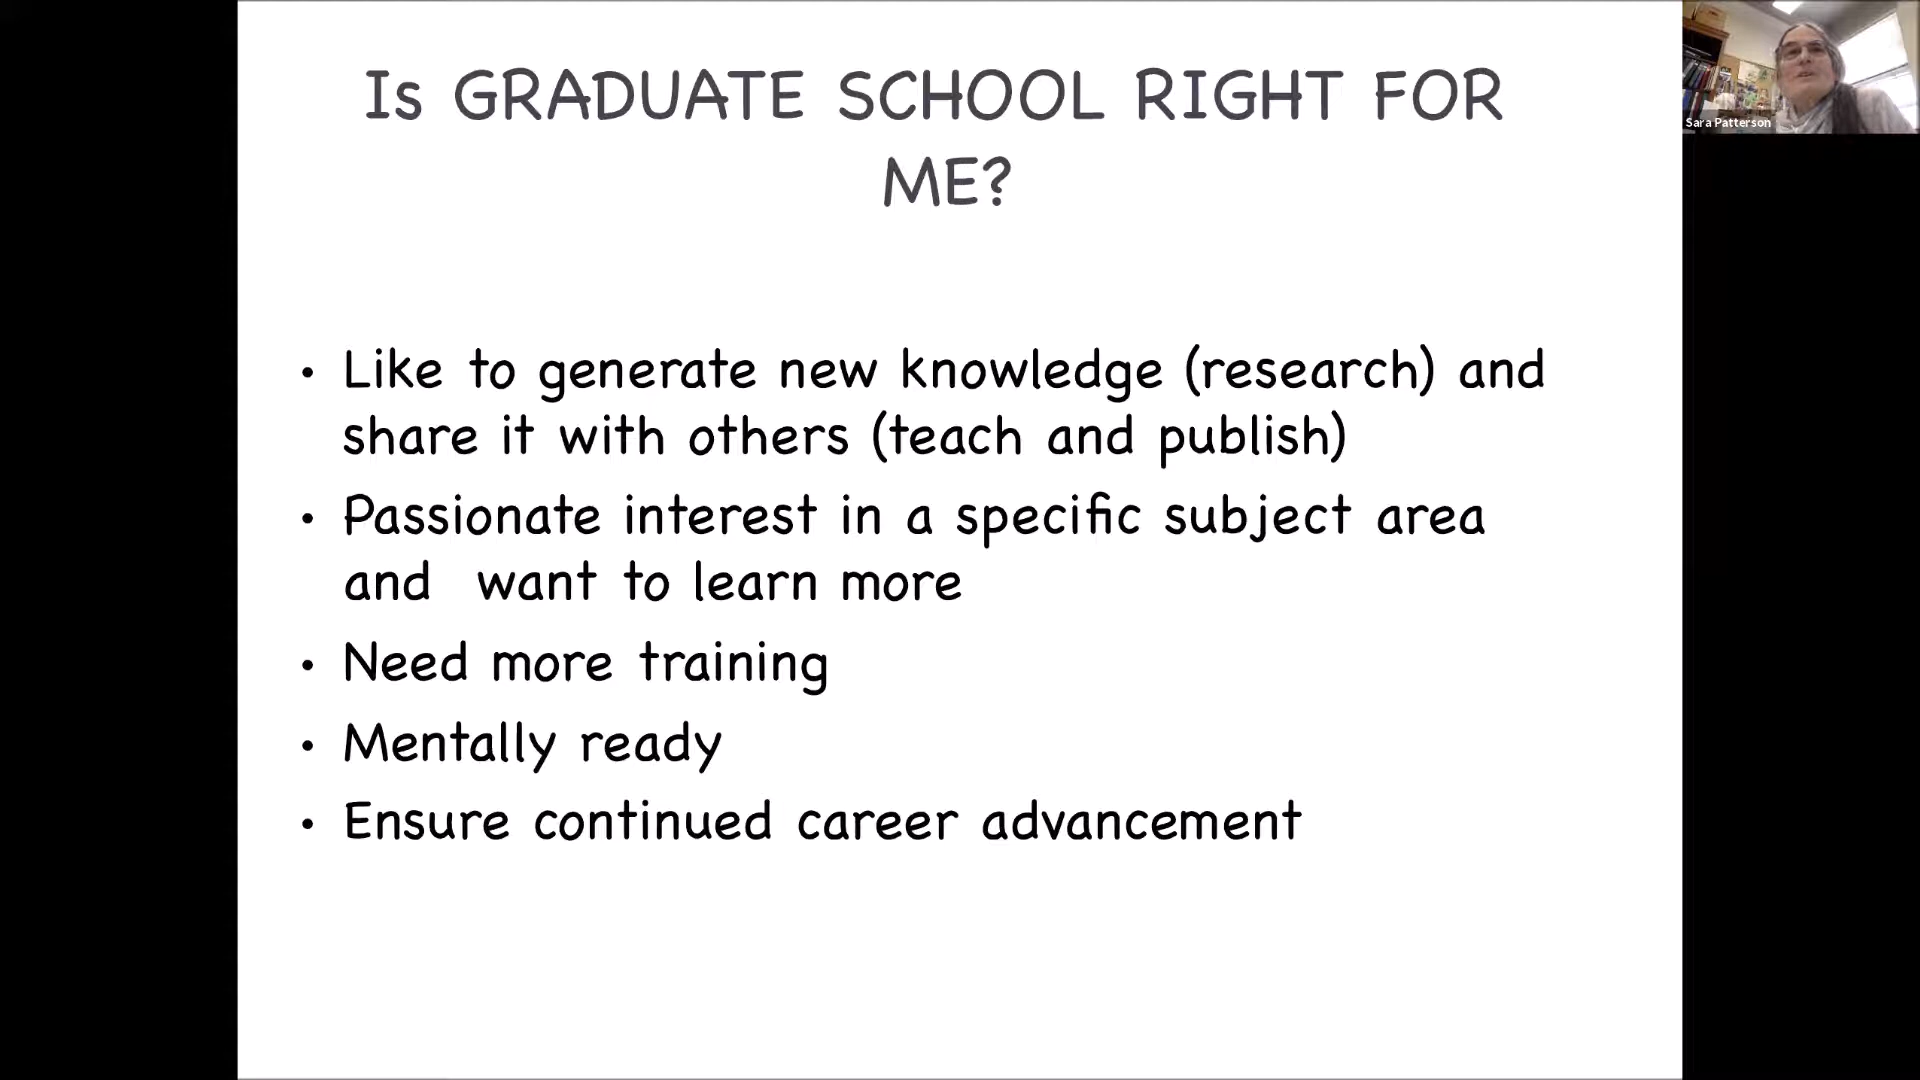 Is GRADUATE SCHOOL RIGHT FOR
ME?
Sara Patterson
• Like to generate new knowledge (research) and
share it with others (teach and publish)
• Passionate interest in a specific subject area
and  want to learn more
• Need more training
• Mentally ready
• Ensure continued career advancement